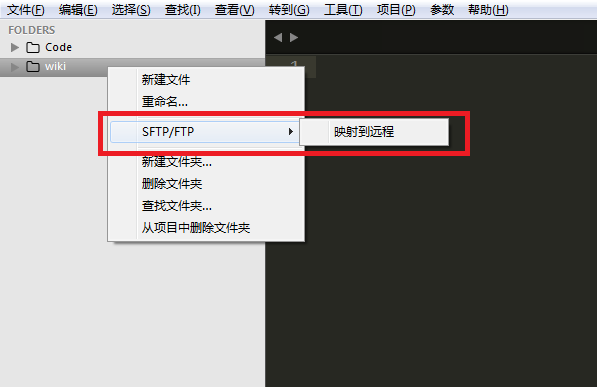 文件(F) 编辑(E) 选择(S) 查找(I) 查看(V) 转到(G) 工具(T) 项目(P) 参数 帮助(H)
FOLDERS
Code
wiki
1
新建文件
重命名...
SFTP/FTP
映射到远程
新建文件夹...
删除文件夹
查找文件夹...
从项目中删除文件夹